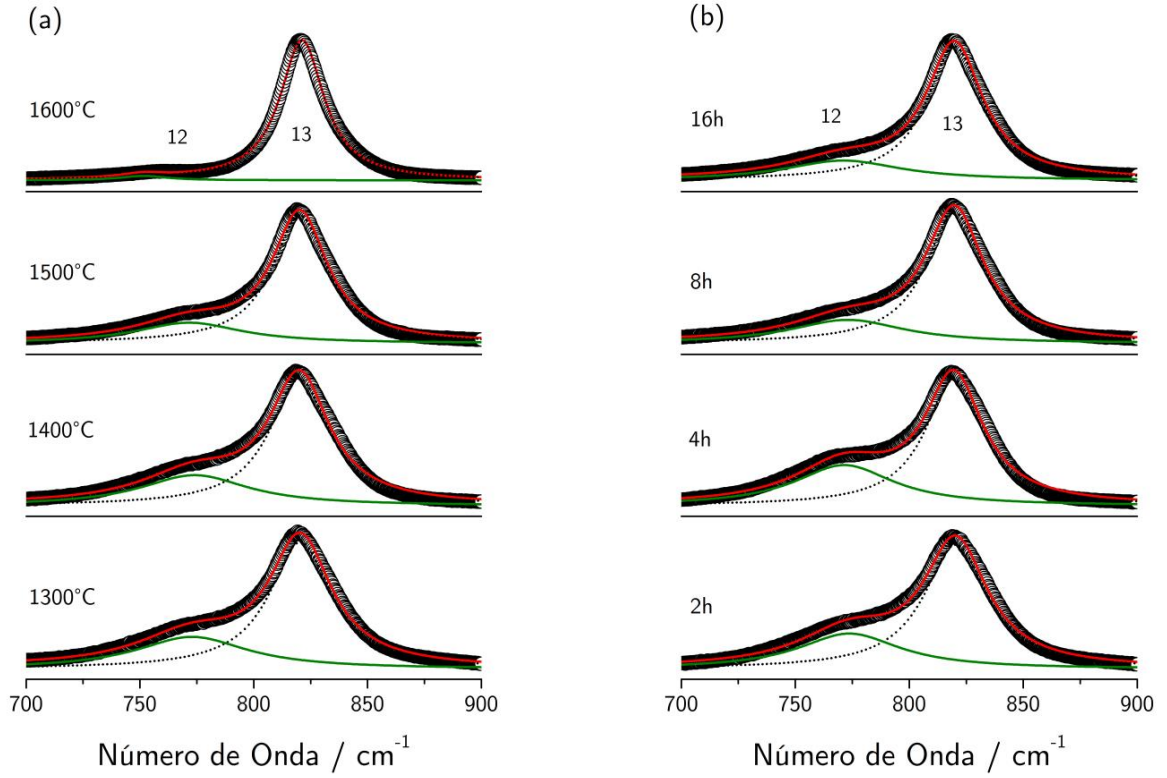 (a)
1600°C
12
13
1500°C
1400°C
1300°C
700 750 800 850 900
Número de Onda / cm⁻¹
(b)
16h
12
13
8h
4h
2h
700 750 800 850 900
Número de Onda / cm⁻¹